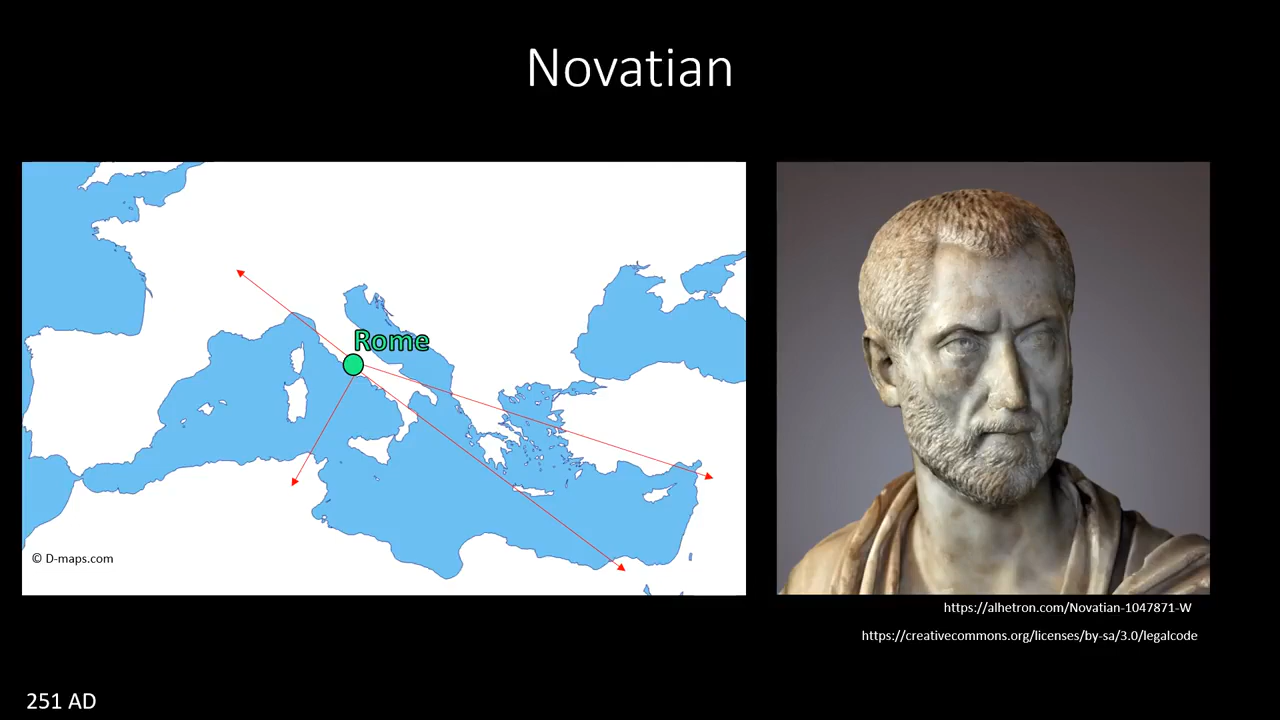 Novatian
Rome
© D-maps.com
https://alhetron.com/Novatian-1047871-W
https://creativecommons.org/licenses/by-sa/3.0/legalcode
251 AD